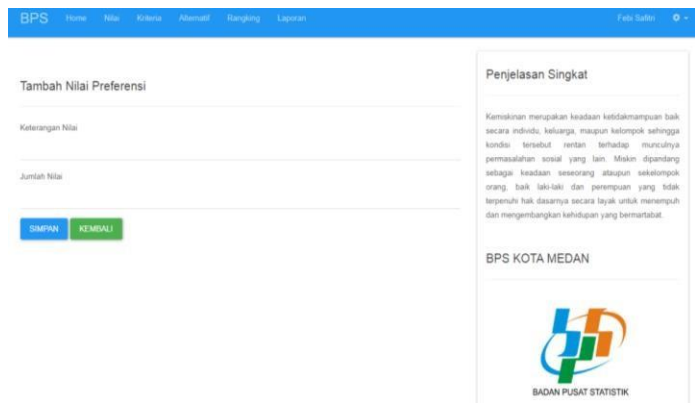 BPS Home Nilai Kriteria Alternatif Rangking Laporan Febi Safitri
Tambah Nilai Preferensi
Keterangan Nilai
Jumlah Nilai
SIMPAN KEMBALI
Penjelasan Singkat
Kemiskinan merupakan keadaan ketidakmampuan baik
secara individu, keluarga, maupun kelompok sehingga
kondisi tersebut rentan terhadap munculnya
permasalahan sosial yang lain. Miskin dipandang
sebagai keadaan seseorang ataupun sekelompok
orang, baik laki-laki dan perempuan yang tidak
terpenuhi hak dasarnya secara layak untuk menempuh
dan mengembangkan kehidupan yang bermartabat.
BPS KOTA MEDAN
BADAN PUSAT STATISTIK